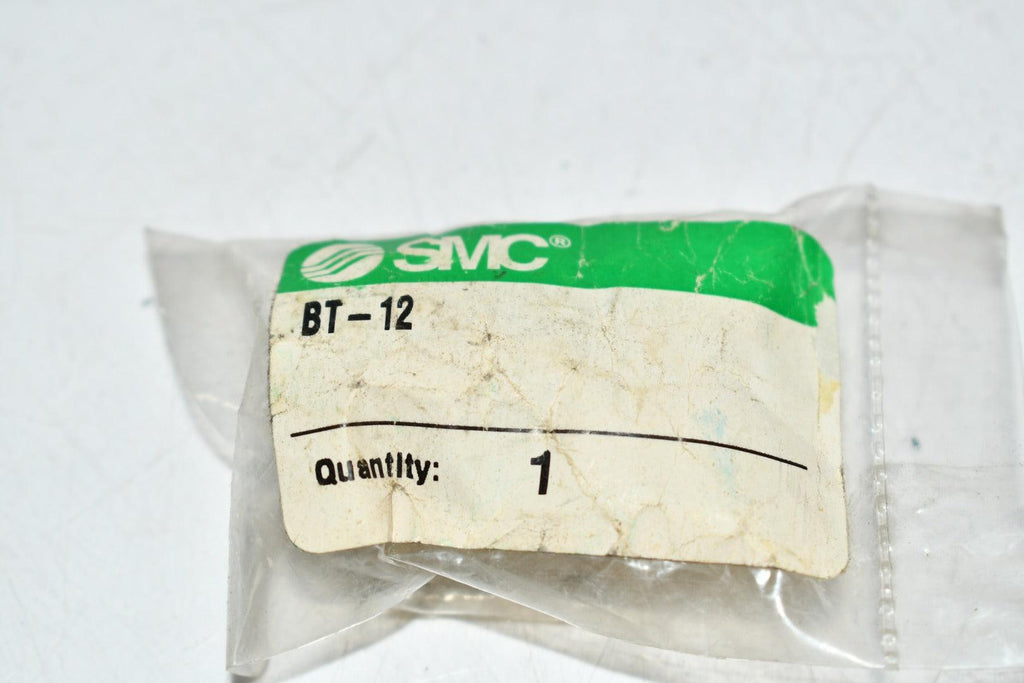 SMC®
BT-12
Quantity: 1